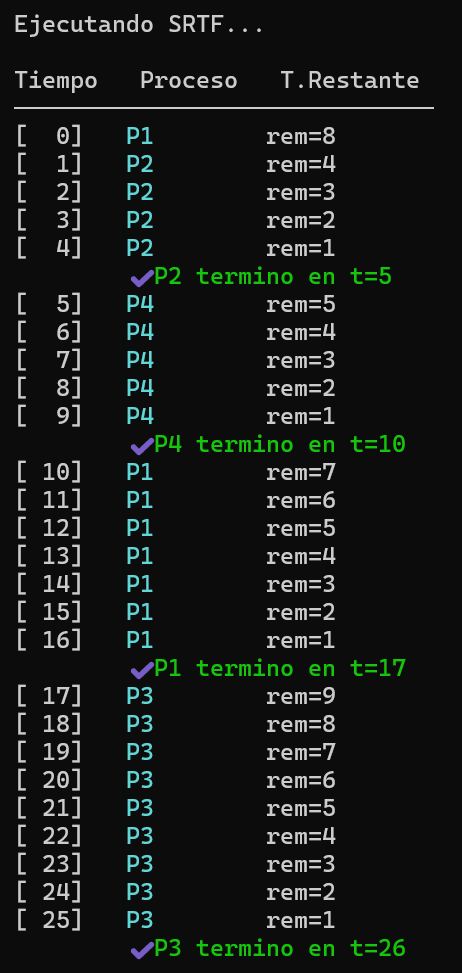 Ejecutando SRTF...
Tiempo   Proceso   T.Restante
[   0]   P1        rem=8
[   1]   P2        rem=4
[   2]   P2        rem=3
[   3]   P2        rem=2
[   4]   P2        rem=1
✓P2 termino en t=5
[   5]   P4        rem=5
[   6]   P4        rem=4
[   7]   P4        rem=3
[   8]   P4        rem=2
[   9]   P4        rem=1
✓P4 termino en t=10
[  10]   P1        rem=7
[  11]   P1        rem=6
[  12]   P1        rem=5
[  13]   P1        rem=4
[  14]   P1        rem=3
[  15]   P1        rem=2
[  16]   P1        rem=1
✓P1 termino en t=17
[  17]   P3        rem=9
[  18]   P3        rem=8
[  19]   P3        rem=7
[  20]   P3        rem=6
[  21]   P3        rem=5
[  22]   P3        rem=4
[  23]   P3        rem=3
[  24]   P3        rem=2
[  25]   P3        rem=1
✓P3 termino en t=26